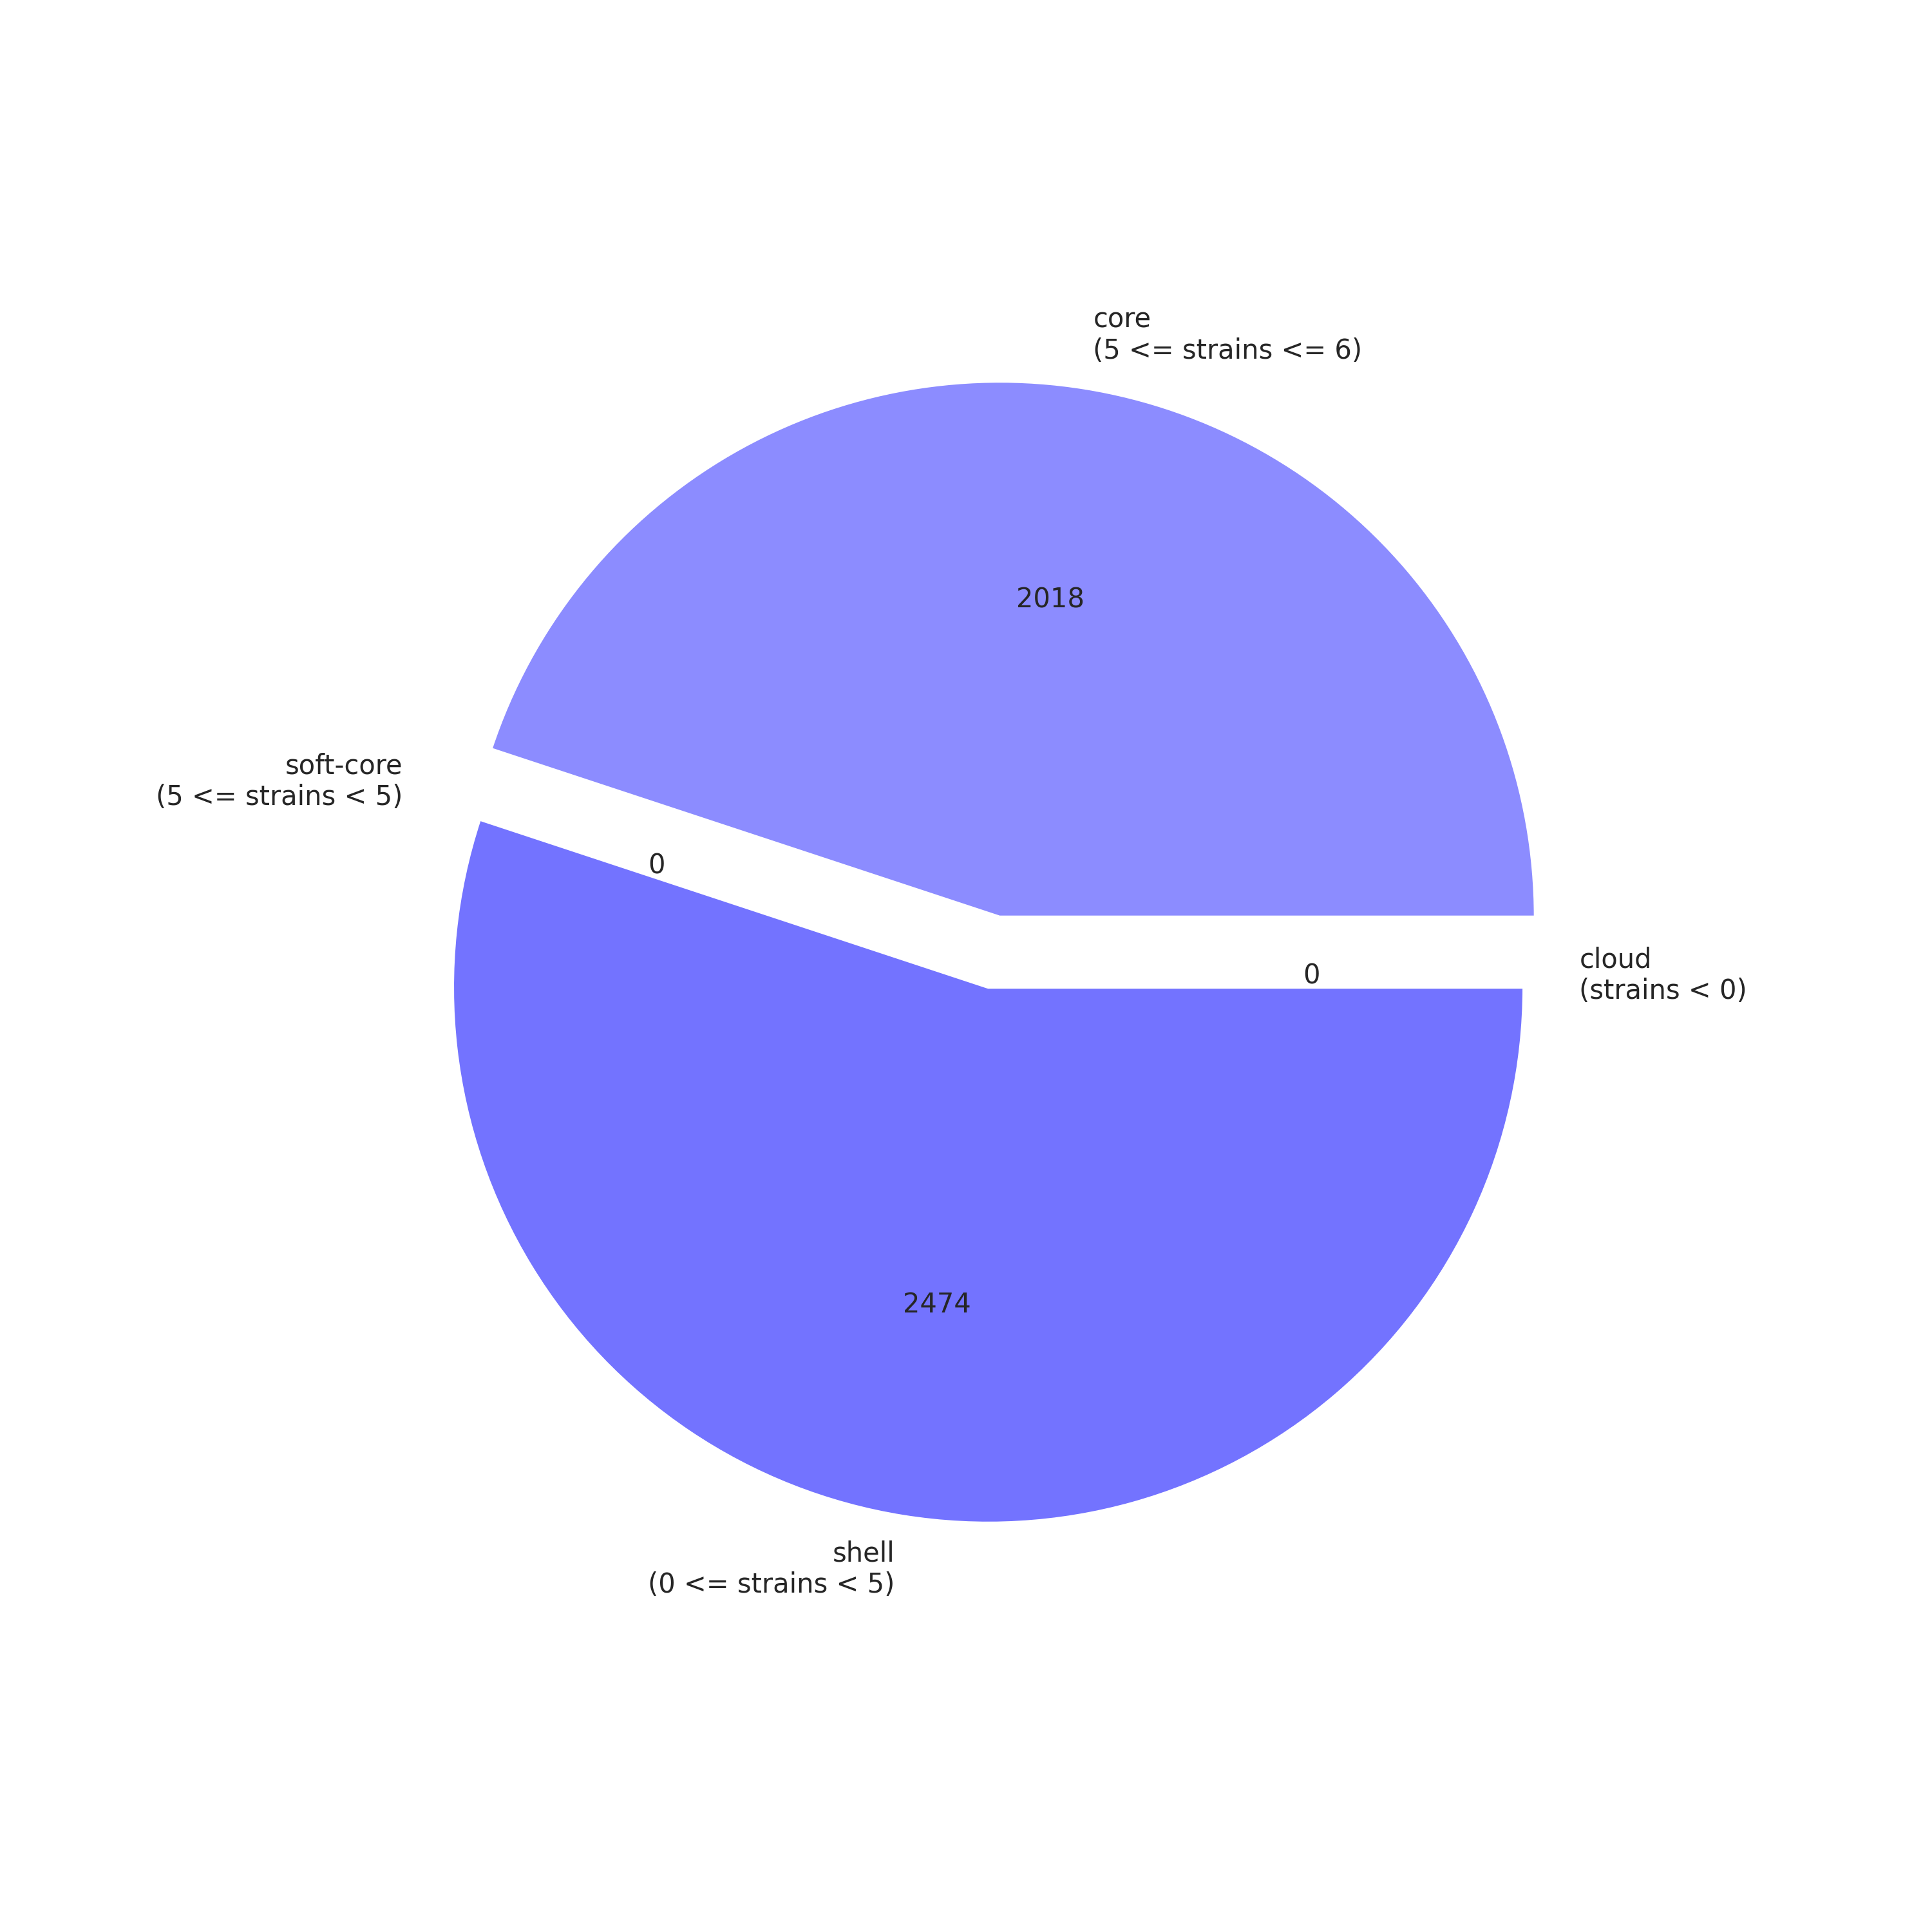 core
(5 <= strains <= 6)
2018
soft-core
(5 <= strains < 5)
0
cloud
(strains < 0)
0
2474
shell
(0 <= strains < 5)